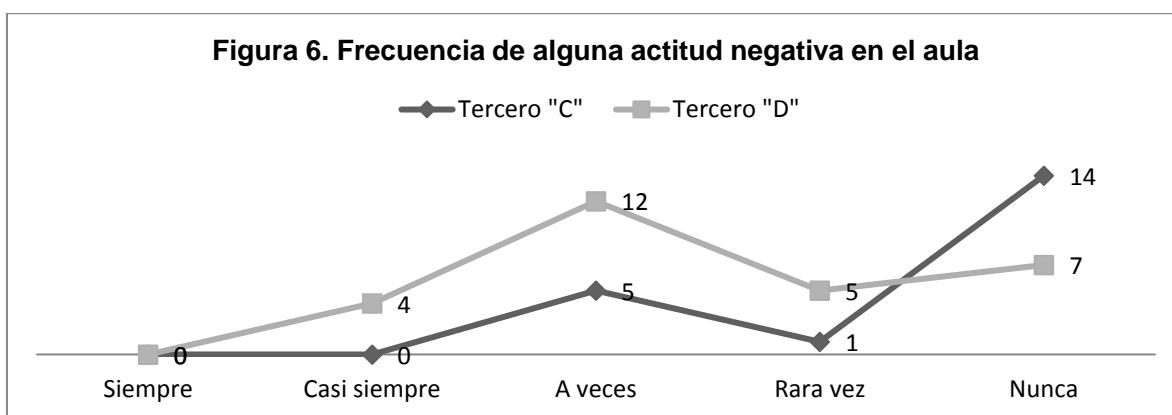 Figura 6. Frecuencia de alguna actitud negativa en el aula
Tercero "C" Tercero "D"
14
12
7
5 5
4
1
0 0 0
Siempre Casi siempre A veces Rara vez Nunca